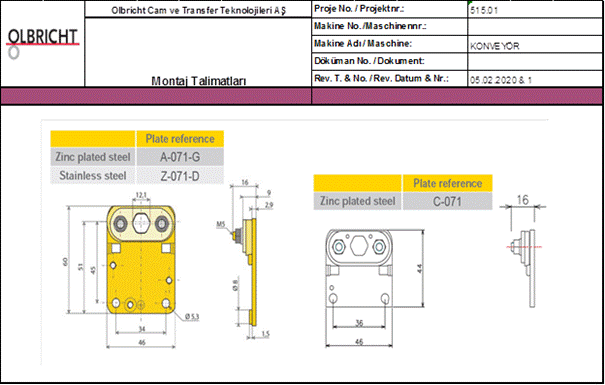 OLBRICHT
Olbricht Cam ve Transfer Teknolojileri AŞ
Montaj Talimatları
Proje No. / Projektnr.: 515.01
Makine No./Maschinennr.:
Makine Adı / Maschine: KONVEYÖR
Döküman No. / Dokument:
Rev. T. & No. / Rev. Datum & Nr.: 05.02.2020 & 1
Plate reference
Zinc plated steel A-071-G
Stainless steel Z-071-D
12,1
60
51
45
34
46
Ø 5,3
16
9
2,9
M5
Ø 8
1,5
Plate reference
Zinc plated steel C-071
44
36
46
16